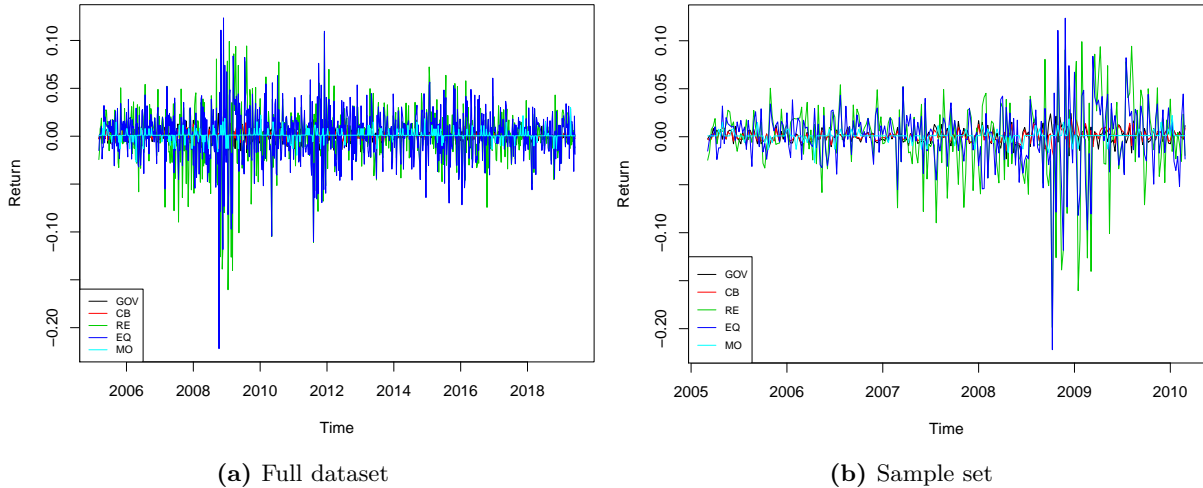 0.10
0.05
0.00
−0.10
−0.20
Return
GOV
CB
RE
EQ
MO
2006 2008 2010 2012 2014 2016 2018
Time
(a) Full dataset
0.10
0.05
0.00
−0.10
−0.20
Return
GOV
CB
RE
EQ
MO
2005 2006 2007 2008 2009 2010
Time
(b) Sample set